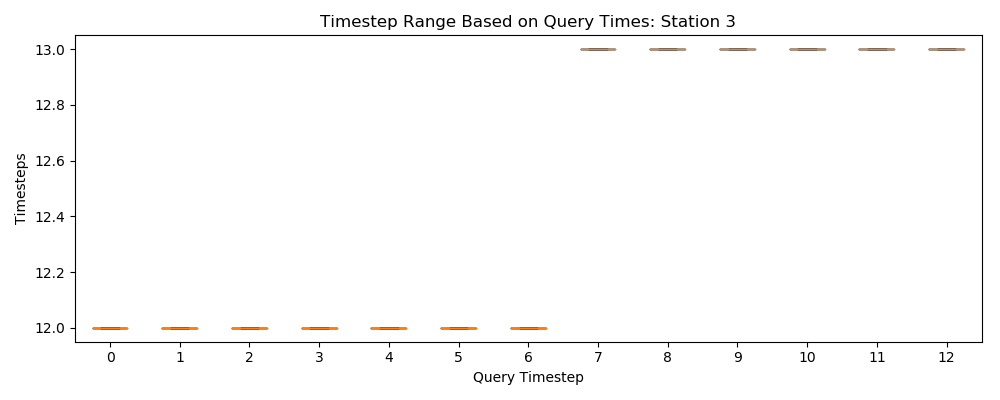 Timestep Range Based on Query Times: Station 3
Timesteps
13.0
12.8
12.6
12.4
12.2
12.0
0 1 2 3 4 5 6 7 8 9 10 11 12
Query Timestep